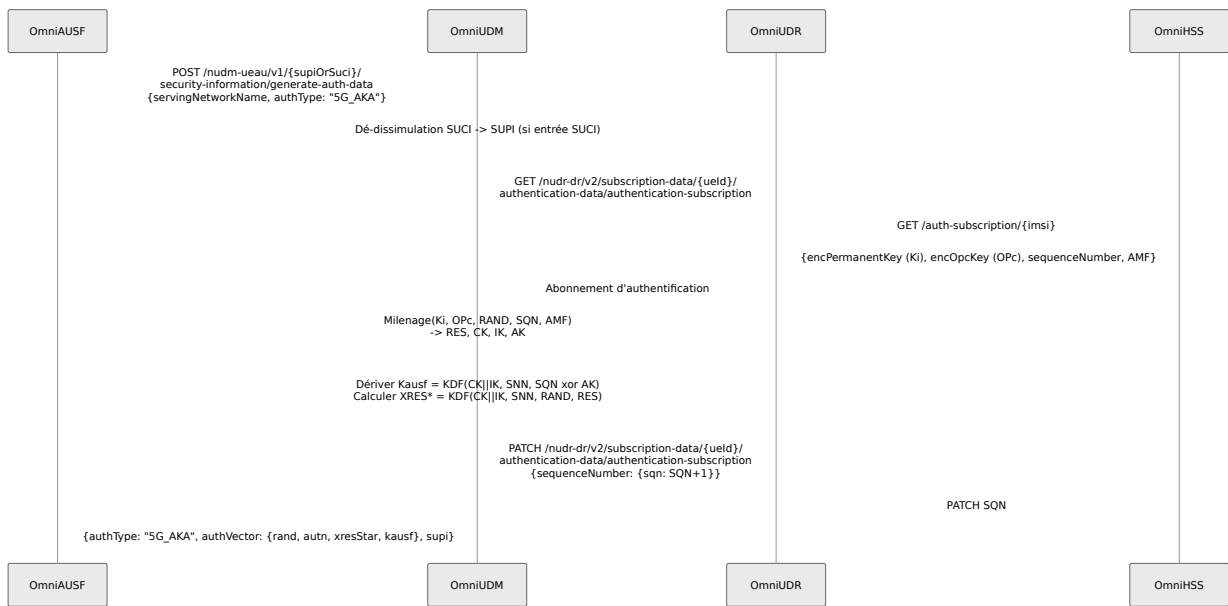 OmniAUSF
OmniUDM
OmniUDR
OmniHSS
POST /nudm-ueau/v1/{supiOrSuci}/
security-information/generate-auth-data
{servingNetworkName, authType: "5G_AKA"}
Dé-dissimulation SUCI -> SUPI (si entrée SUCI)
GET /nudr-dr/v2/subscription-data/{ueId}/
authentication-data/authentication-subscription
GET /auth-subscription/{imsi}
{encPermanentKey (Ki), encOpcKey (OPc), sequenceNumber, AMF}
Abonnement d'authentification
Milenage(Ki, OPc, RAND, SQN, AMF)
-> RES, CK, IK, AK
Dériver Kausf = KDF(CK||IK, SNN, SQN xor AK)
Calculer XRES* = KDF(CK||IK, SNN, RAND, RES)
PATCH /nudr-dr/v2/subscription-data/{ueId}/
authentication-data/authentication-subscription
{sequenceNumber: {sqn: SQN+1}}
PATCH SQN
{authType: "5G_AKA", authVector: {rand, autn, xresStar, kausf}, supi}
OmniAUSF
OmniUDM
OmniUDR
OmniHSS